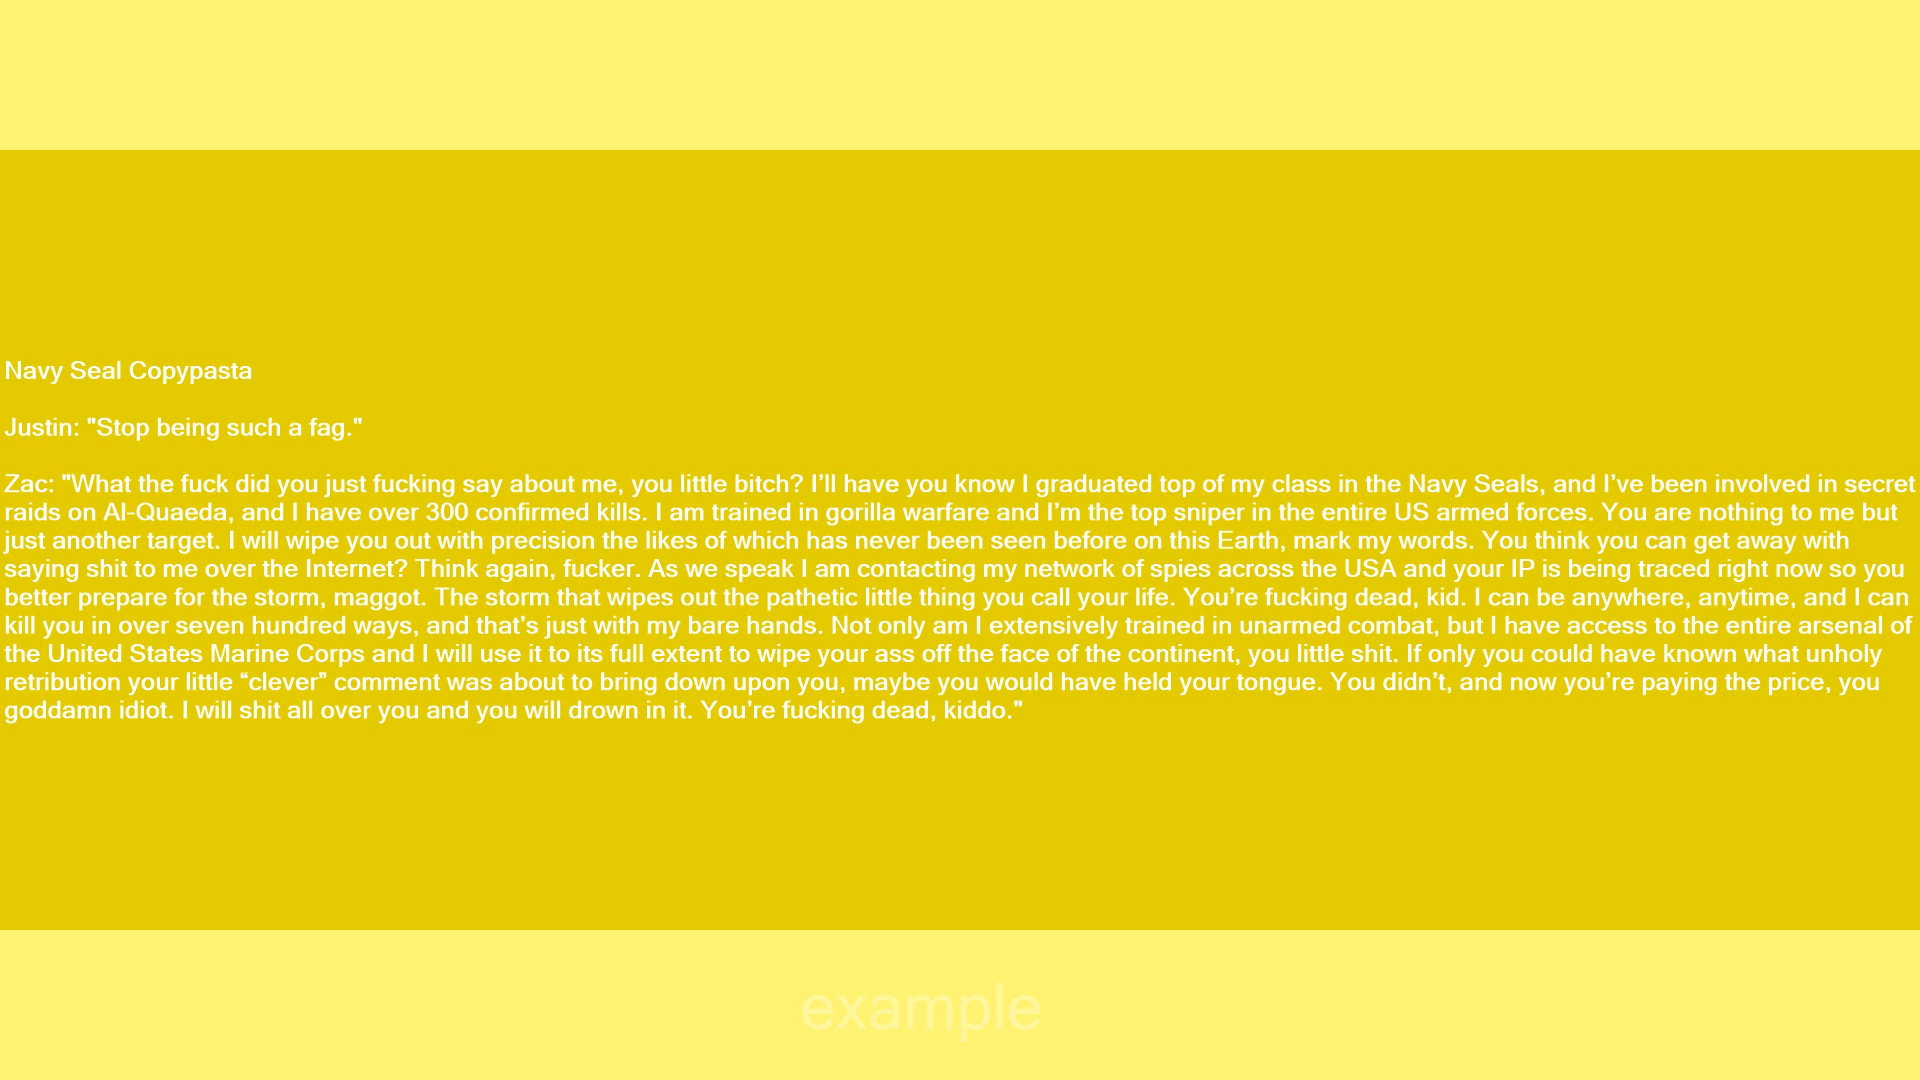 Navy Seal Copypasta
Justin: "Stop being such a fag."
Zac: "What the fuck did you just fucking say about me, you little bitch? I’ll have you know I graduated top of my class in the Navy Seals, and I’ve been involved in secret
raids on Al-Quaeda, and I have over 300 confirmed kills. I am trained in gorilla warfare and I’m the top sniper in the entire US armed forces. You are nothing to me but
just another target. I will wipe you out with precision the likes of which has never been seen before on this Earth, mark my words. You think you can get away with
saying shit to me over the Internet? Think again, fucker. As we speak I am contacting my network of spies across the USA and your IP is being traced right now so you
better prepare for the storm, maggot. The storm that wipes out the pathetic little thing you call your life. You’re fucking dead, kid. I can be anywhere, anytime, and I can
kill you in over seven hundred ways, and that’s just with my bare hands. Not only am I extensively trained in unarmed combat, but I have access to the entire arsenal of
the United States Marine Corps and I will use it to its full extent to wipe your ass off the face of the continent, you little shit. If only you could have known what unholy
retribution your little “clever” comment was about to bring down upon you, maybe you would have held your tongue. You didn’t, and now you’re paying the price, you
goddamn idiot. I will shit all over you and you will drown in it. You’re fucking dead, kiddo."
example